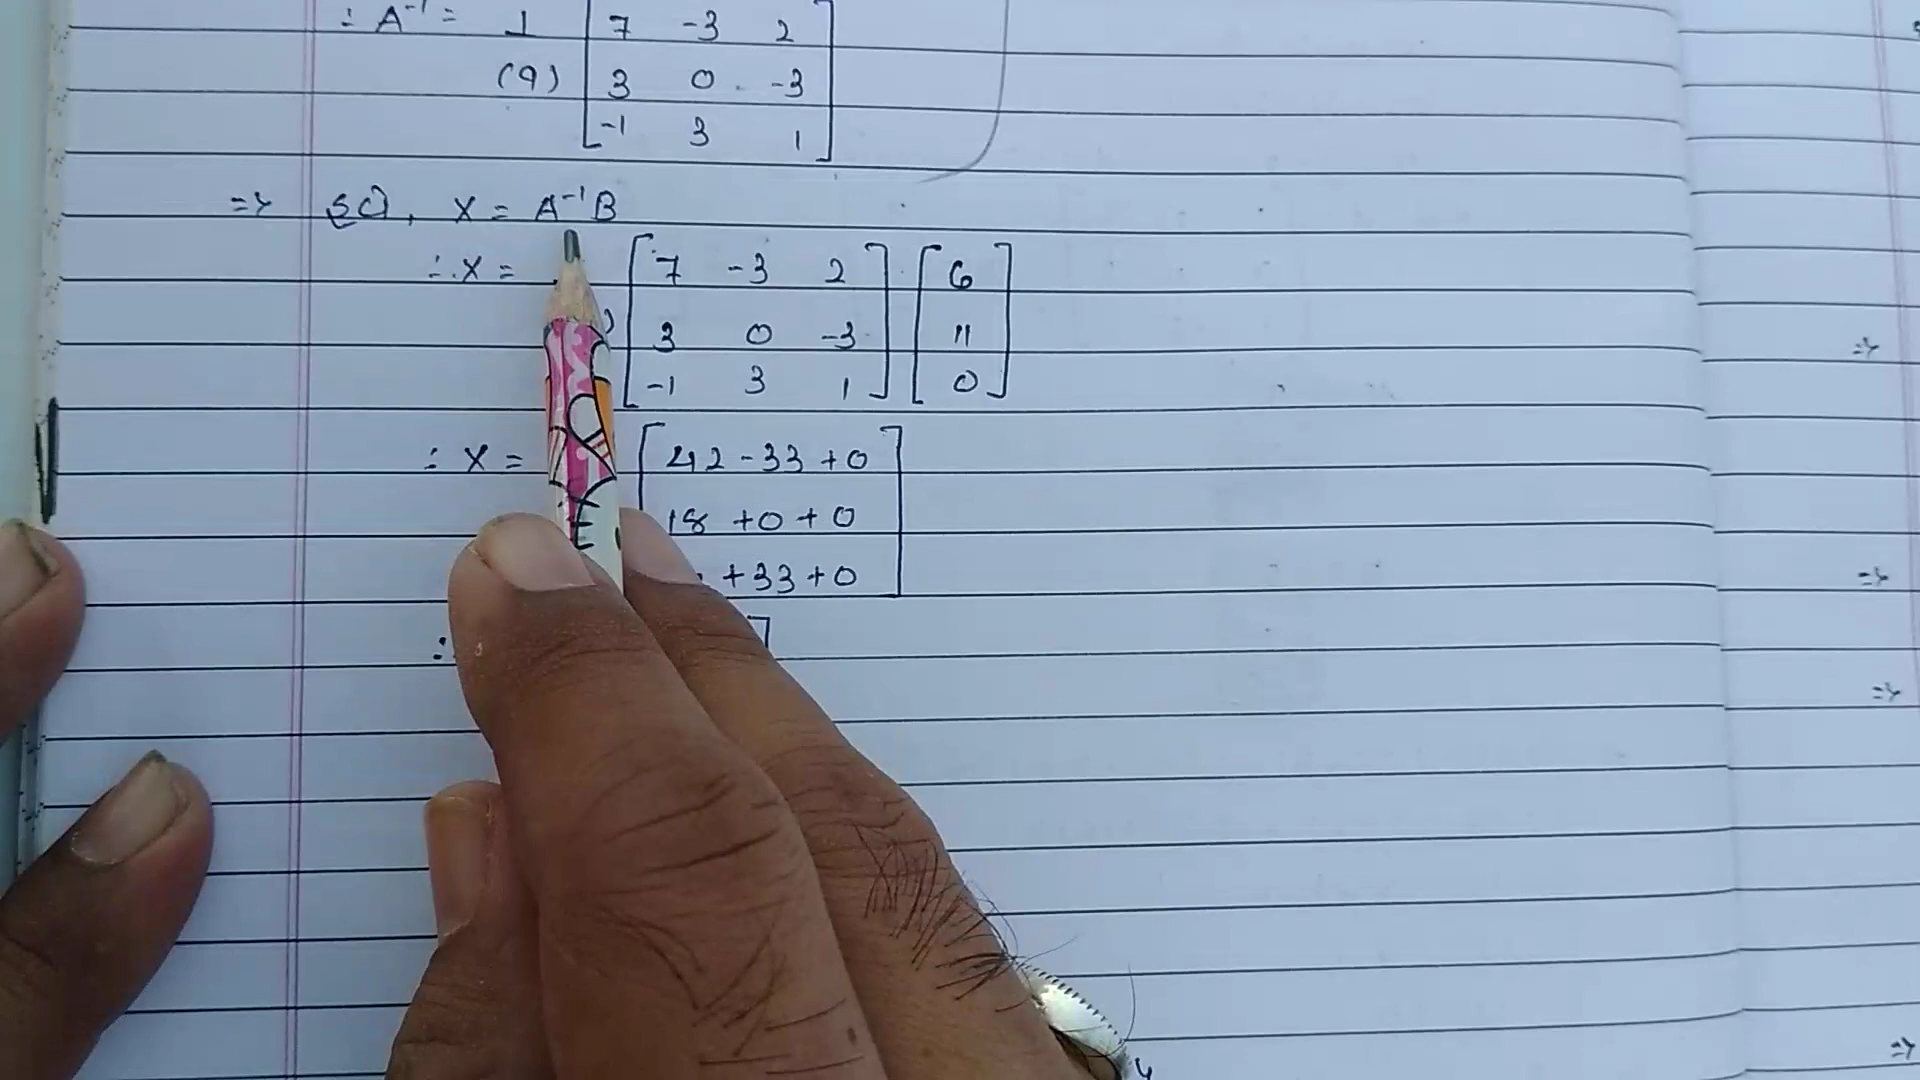 ∴ A⁻¹ = 1 [ 7 -3 2
(9) 3 0 -3
-1 3 1 ]
=> X = A⁻¹B
∴ X = [ 7 -3 2 ] [ 6 ]
) 3 0 -3 11
-1 3 1 0
∴ X = [ 42 - 33 + 0 ]
18 + 0 + 0
+ 33 + 0
∴
=>
=>
=>
=>